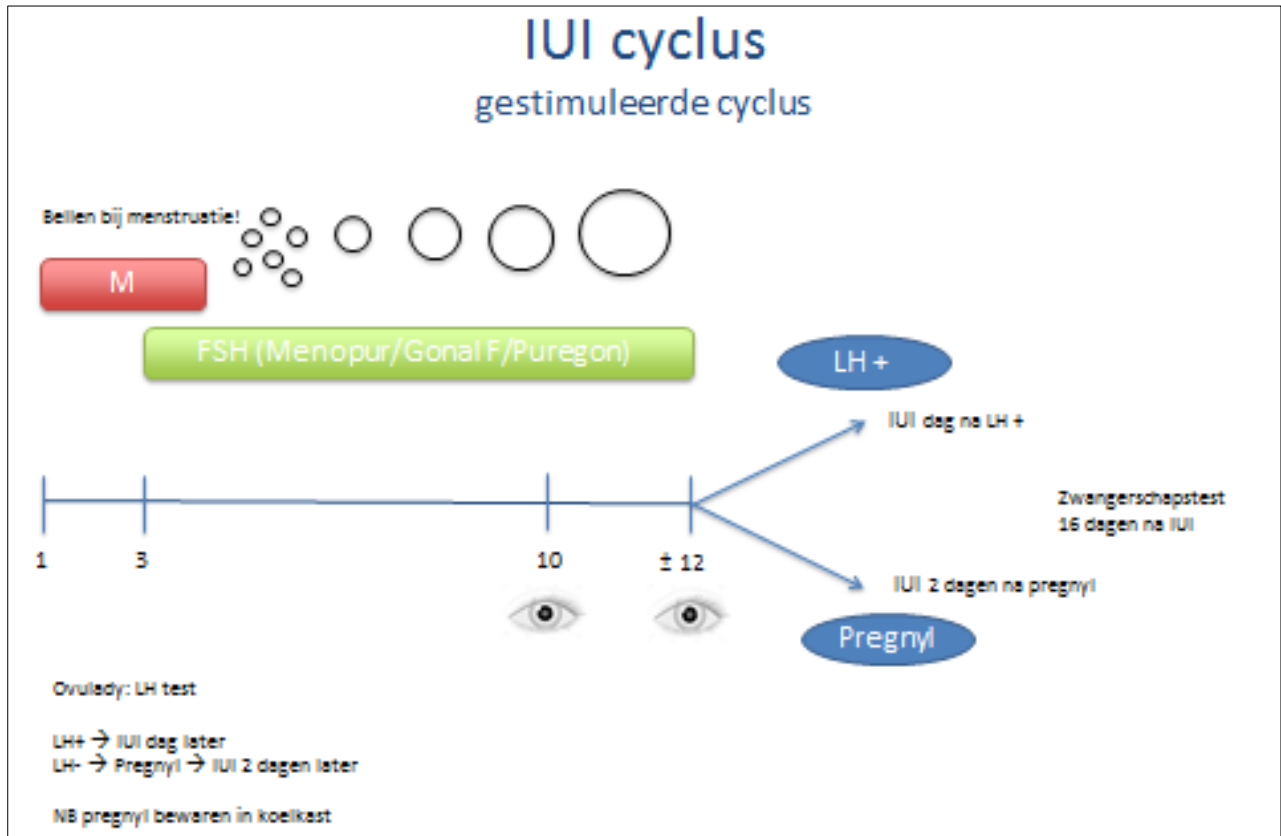 IUI cyclus
gestimuleerde cyclus
Bellen bij menstruatie!
M
FSH (Menopur/Gonal F/Puregon)
LH +
IUI dag na LH +
Zwangerschapstest
16 dagen na IUI
1
3
10
± 12
IUI 2 dagen na pregnyl
Pregnyl
Ovulady: LH test
LH+ → IUI dag later
LH- → Pregnyl → IUI 2 dagen later
NB pregnyl bewaren in koelkast